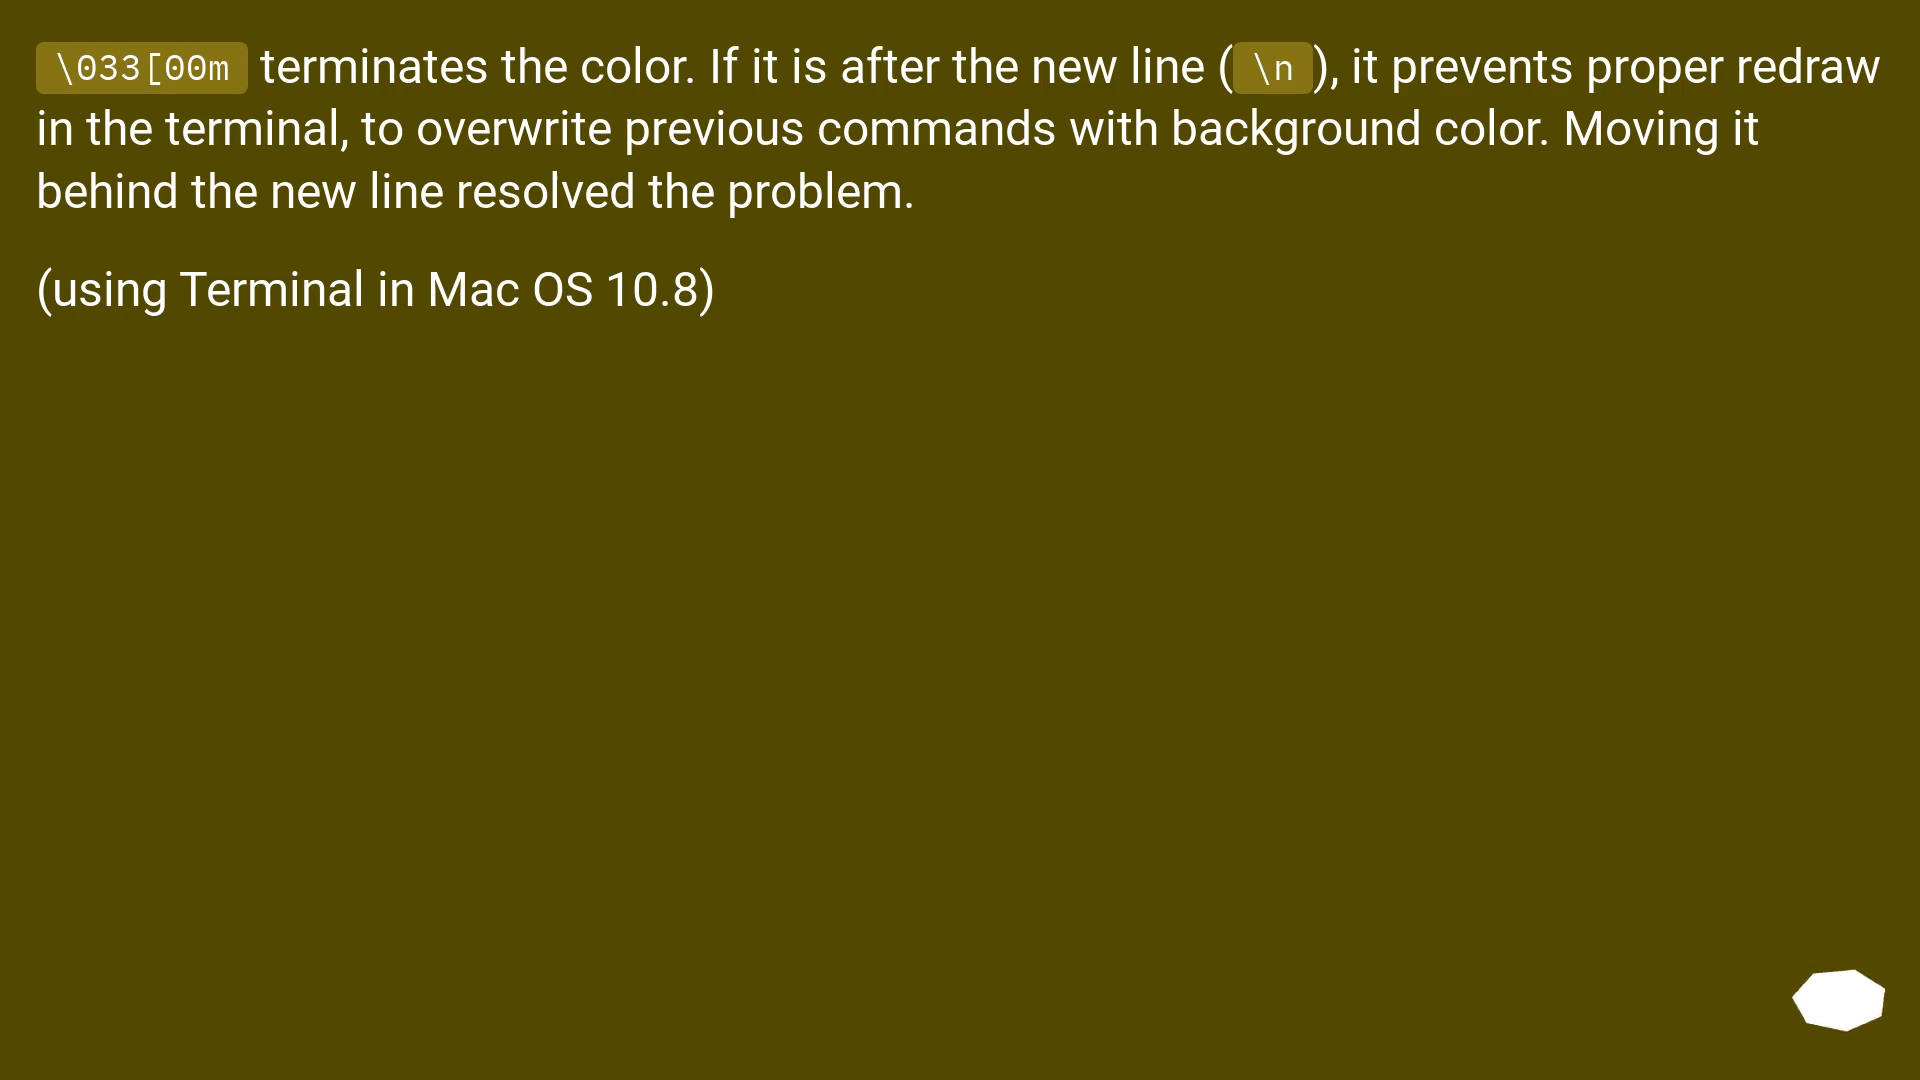 \033[00m terminates the color. If it is after the new line (\n), it prevents proper redraw
in the terminal, to overwrite previous commands with background color. Moving it
behind the new line resolved the problem.
(using Terminal in Mac OS 10.8)